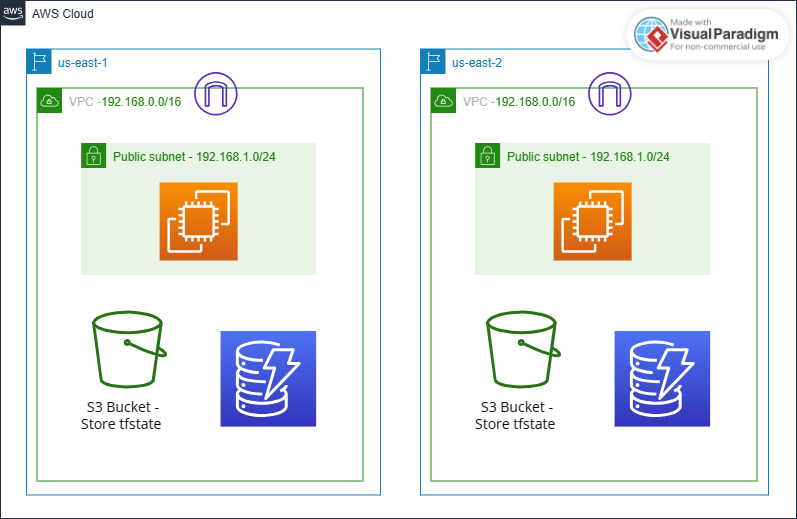 aws
AWS Cloud
Made with
VisualParadigm
For non-commercial use
us-east-1
VPC -192.168.0.0/16
Public subnet - 192.168.1.0/24
S3 Bucket -
Store tfstate
us-east-2
VPC -192.168.0.0/16
Public subnet - 192.168.1.0/24
S3 Bucket -
Store tfstate